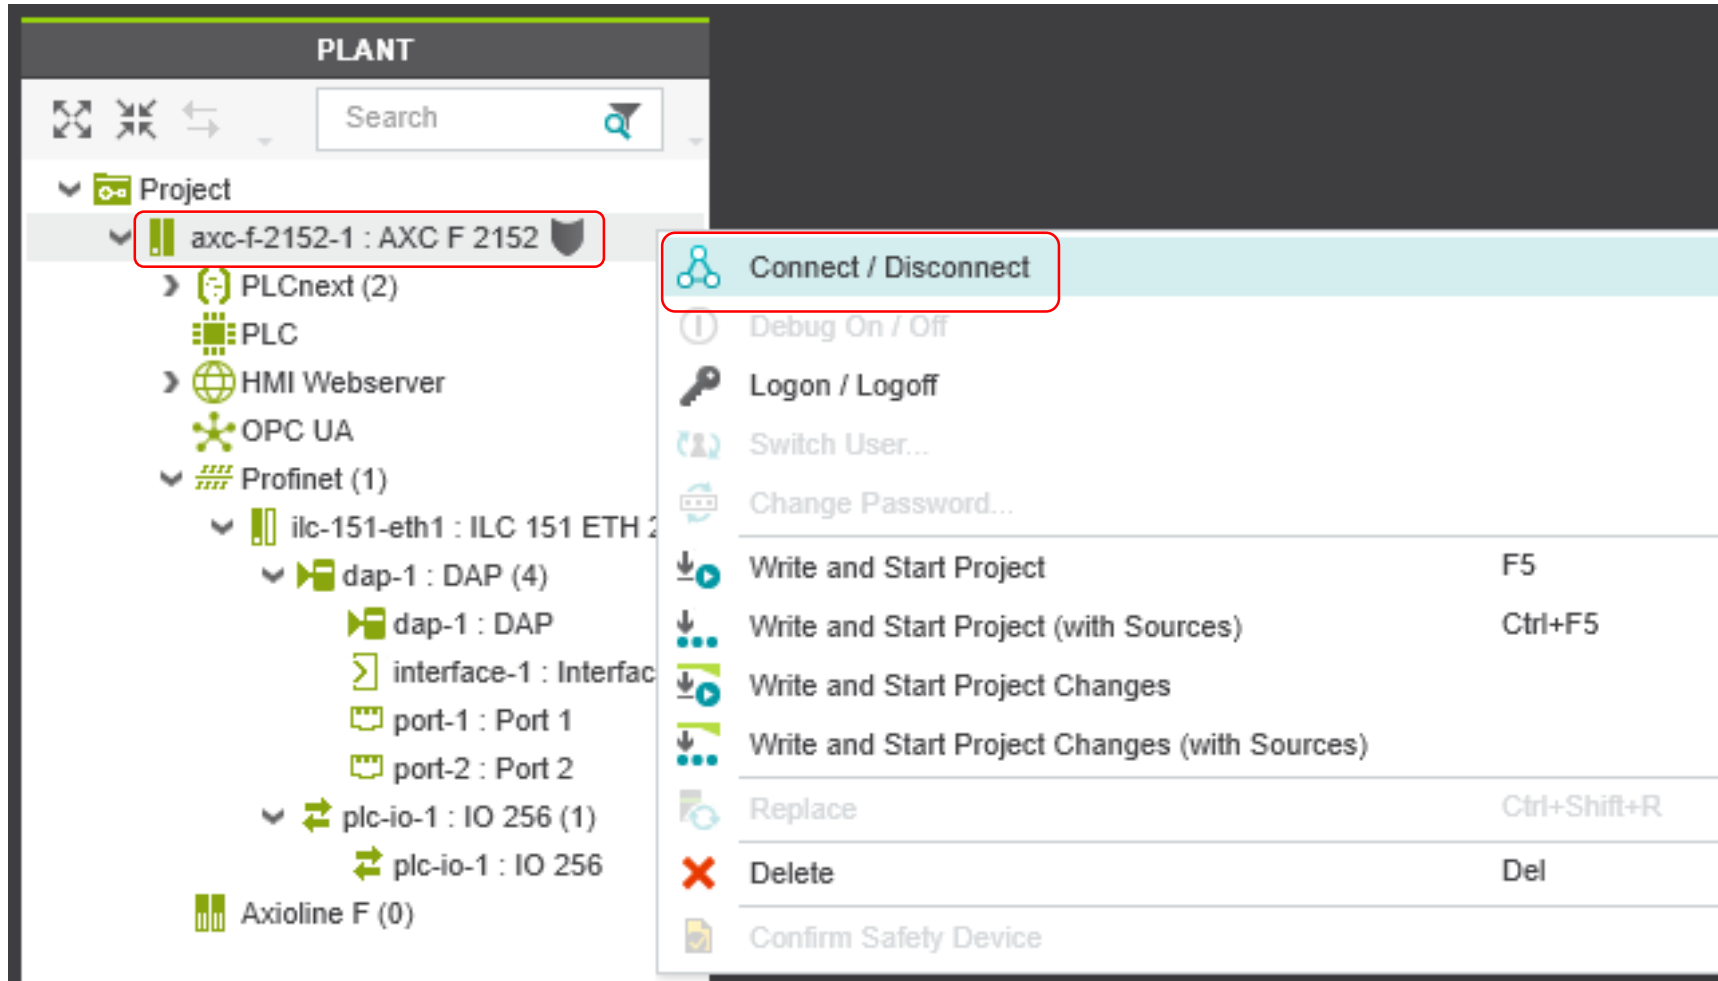 PLANT
Search
Project
axc-f-2152-1 : AXC F 2152
PLCnext (2)
PLC
HMI Webserver
OPC UA
Profinet (1)
ilc-151-eth1 : ILC 151 ETH
dap-1 : DAP (4)
dap-1 : DAP
interface-1 : Interfac
port-1 : Port 1
port-2 : Port 2
plc-io-1 : IO 256 (1)
plc-io-1 : IO 256
Axioline F (0)
Connect / Disconnect
Debug On / Off
Logon / Logoff
Switch User...
Change Password...
Write and Start Project F5
Write and Start Project (with Sources) Ctrl+F5
Write and Start Project Changes
Write and Start Project Changes (with Sources)
Replace Ctrl+Shift+R
Delete Del
Confirm Safety Device